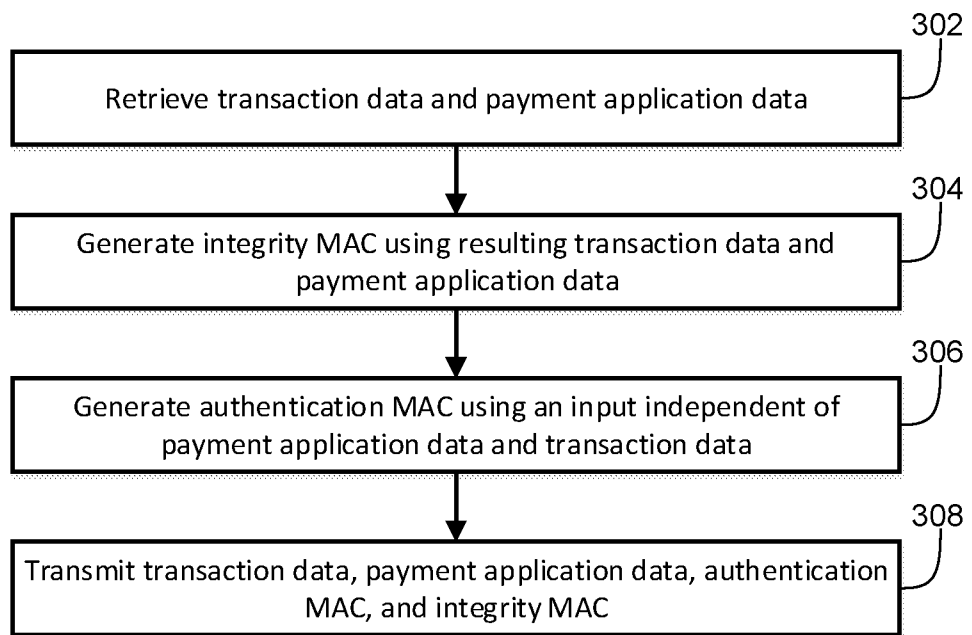 302
Retrieve transaction data and payment application data
304
Generate integrity MAC using resulting transaction data and
payment application data
306
Generate authentication MAC using an input independent of
payment application data and transaction data
308
Transmit transaction data, payment application data, authentication
MAC, and integrity MAC